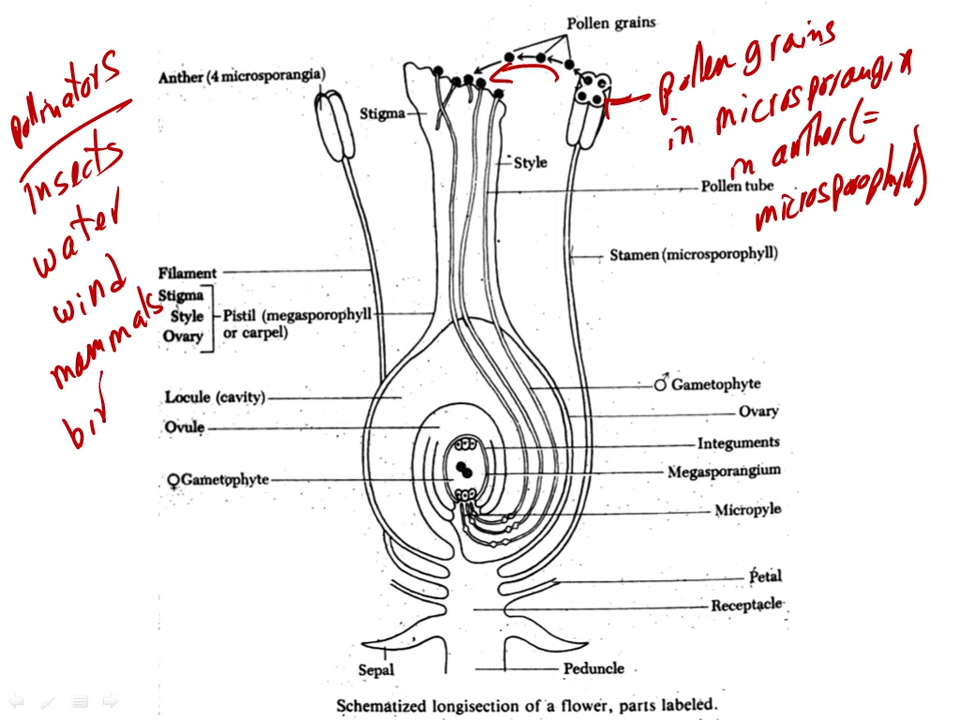 Pollen grains
Anther (4 microsporangia)
Stigma
Style
Pollen tube
Stamen (microsporophyll)
Filament
Stigma
Style
Ovary
Pistil (megasporophyll
or carpel)
Locule (cavity)
Ovule
♀Gametophyte
♂ Gametophyte
Ovary
Integuments
Megasporangium
Micropyle
Petal
Receptacle
Sepal
Peduncle
Schematized longisection of a flower, parts labeled.
pollinators
insects
water
wind
mammals
bird
pollen grains
in microsporangia
in anther (=
microsporophyll)